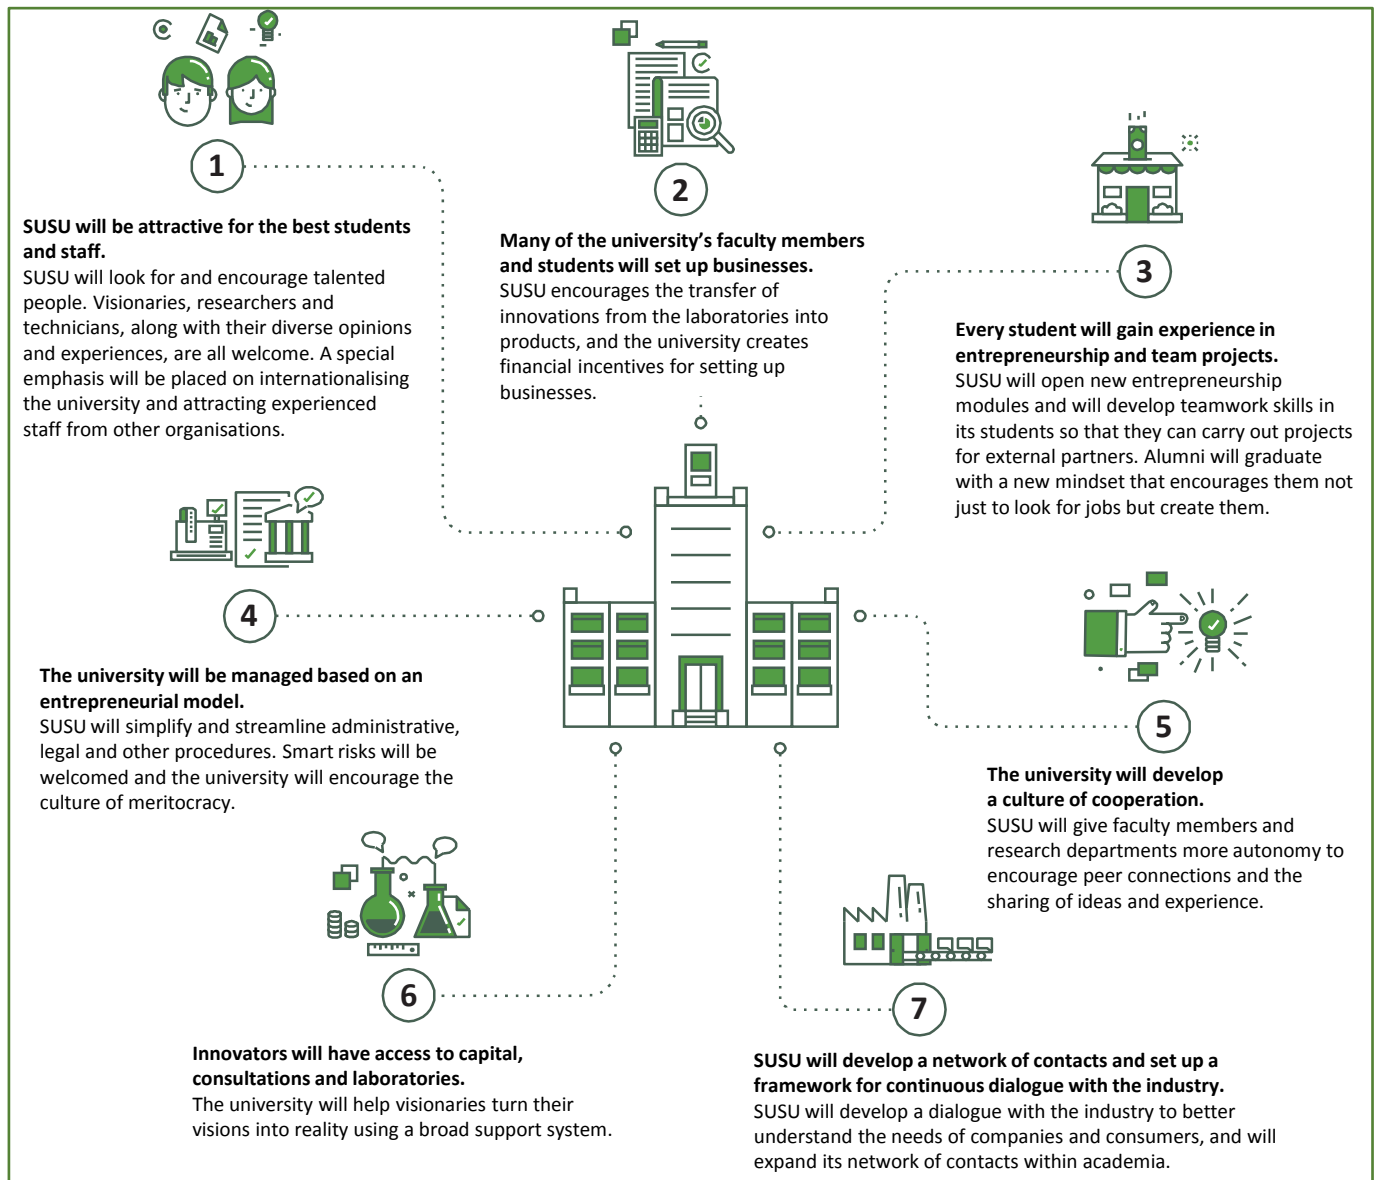 1
SUSU will be attractive for the best students
and staff.
SUSU will look for and encourage talented
people. Visionaries, researchers and
technicians, along with their diverse opinions
and experiences, are all welcome. A special
emphasis will be placed on internationalising
the university and attracting experienced
staff from other organisations.
2
Many of the university's faculty members
and students will set up businesses.
SUSU encourages the transfer of
innovations from the laboratories into
products, and the university creates
financial incentives for setting up
businesses.
3
Every student will gain experience in
entrepreneurship and team projects.
SUSU will open new entrepreneurship
modules and will develop teamwork skills in
its students so that they can carry out projects
for external partners. Alumni will graduate
with a new mindset that encourages them not
just to look for jobs but create them.
4
The university will be managed based on an
entrepreneurial model.
SUSU will simplify and streamline administrative,
legal and other procedures. Smart risks will be
welcomed and the university will encourage the
culture of meritocracy.
5
The university will develop
a culture of cooperation.
SUSU will give faculty members and
research departments more autonomy to
encourage peer connections and the
sharing of ideas and experience.
6
Innovators will have access to capital,
consultations and laboratories.
The university will help visionaries turn their
visions into reality using a broad support system.
7
SUSU will develop a network of contacts and set up a
framework for continuous dialogue with the industry.
SUSU will develop a dialogue with the industry to better
understand the needs of companies and consumers, and will
expand its network of contacts within academia.